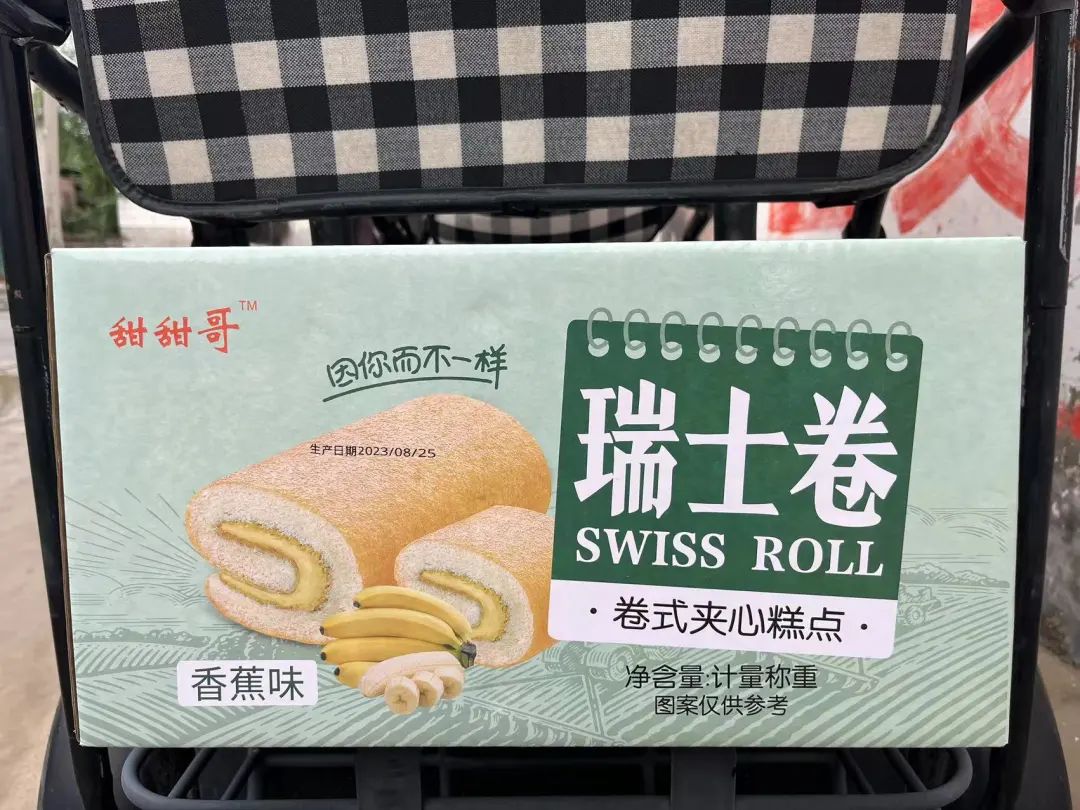 甜甜哥™
因你而不一样
生产日期2023/08/25
瑞士卷
SWISS ROLL
·卷式夹心糕点·
香蕉味
净含量:计量称重
图案仅供参考